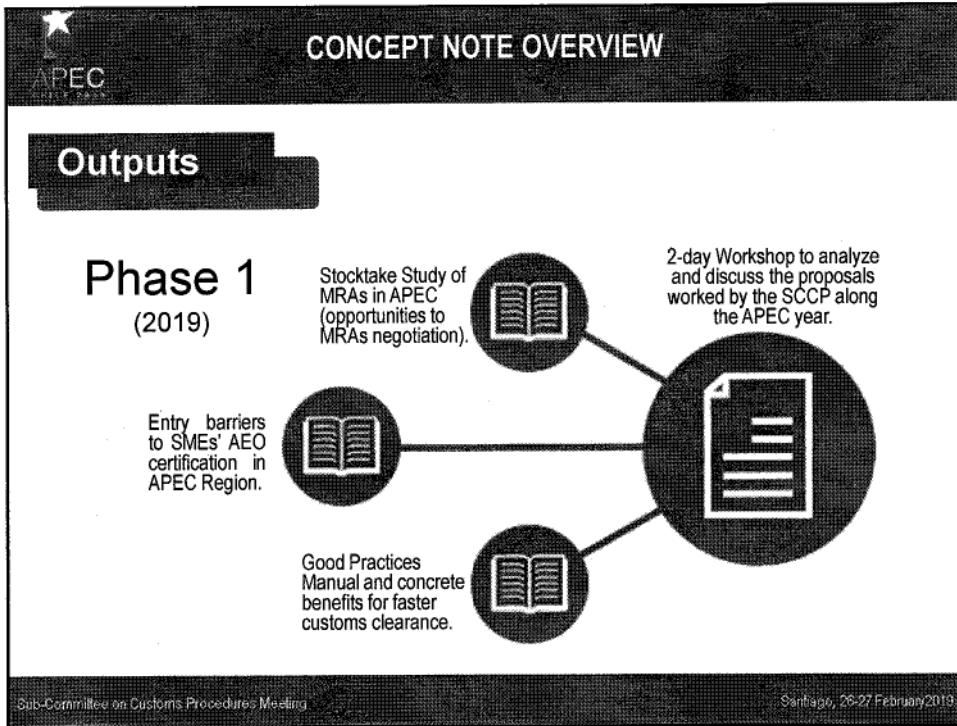 CONCEPT NOTE OVERVIEW
APEC
CHILE 2019
Outputs
Phase 1
(2019)
Stocktake Study of
MRAs in APEC
(opportunities to
MRAs negotiation).
2-day Workshop to analyze
and discuss the proposals
worked by the SCCP along
the APEC year.
Entry barriers
to SMEs' AEO
certification in
APEC Region.
Good Practices
Manual and concrete
benefits for faster
customs clearance.
Sub-Committee on Customs Procedures Meeting
Santiago, 26-27 February 2019